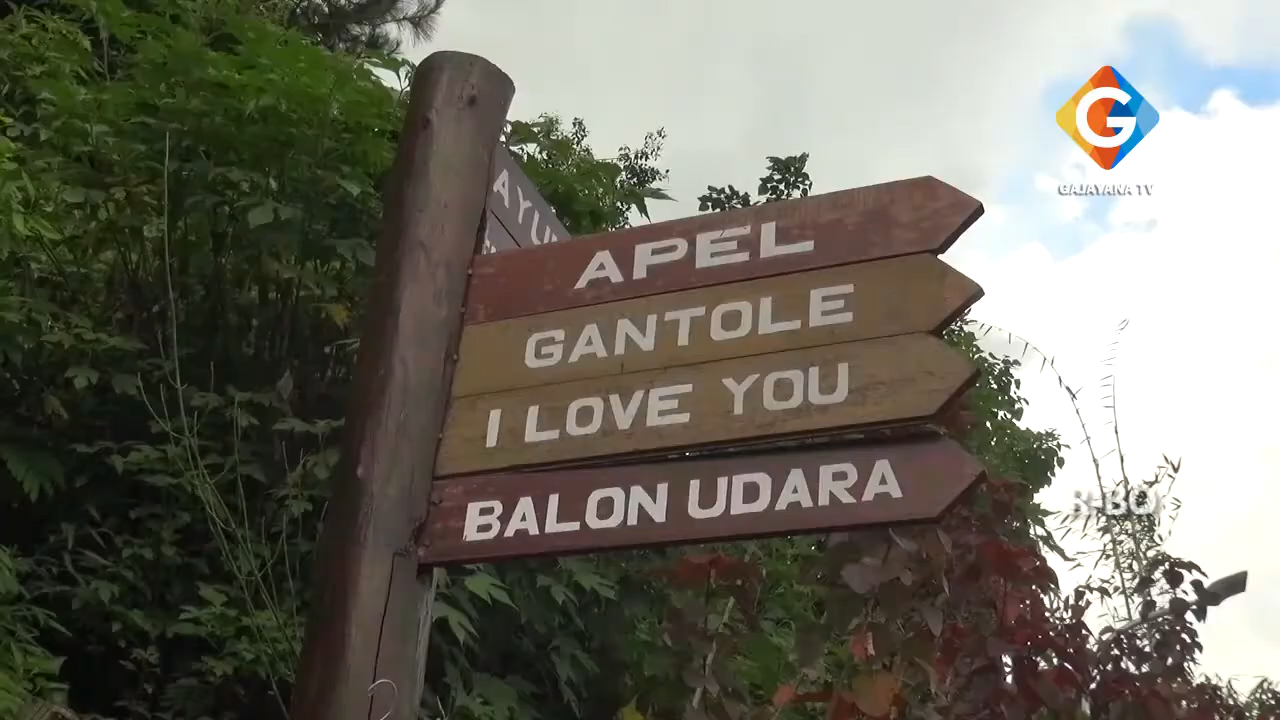 G
GAJAYANA TV
APEL
GANTOLE
I LOVE YOU
BALON UDARA